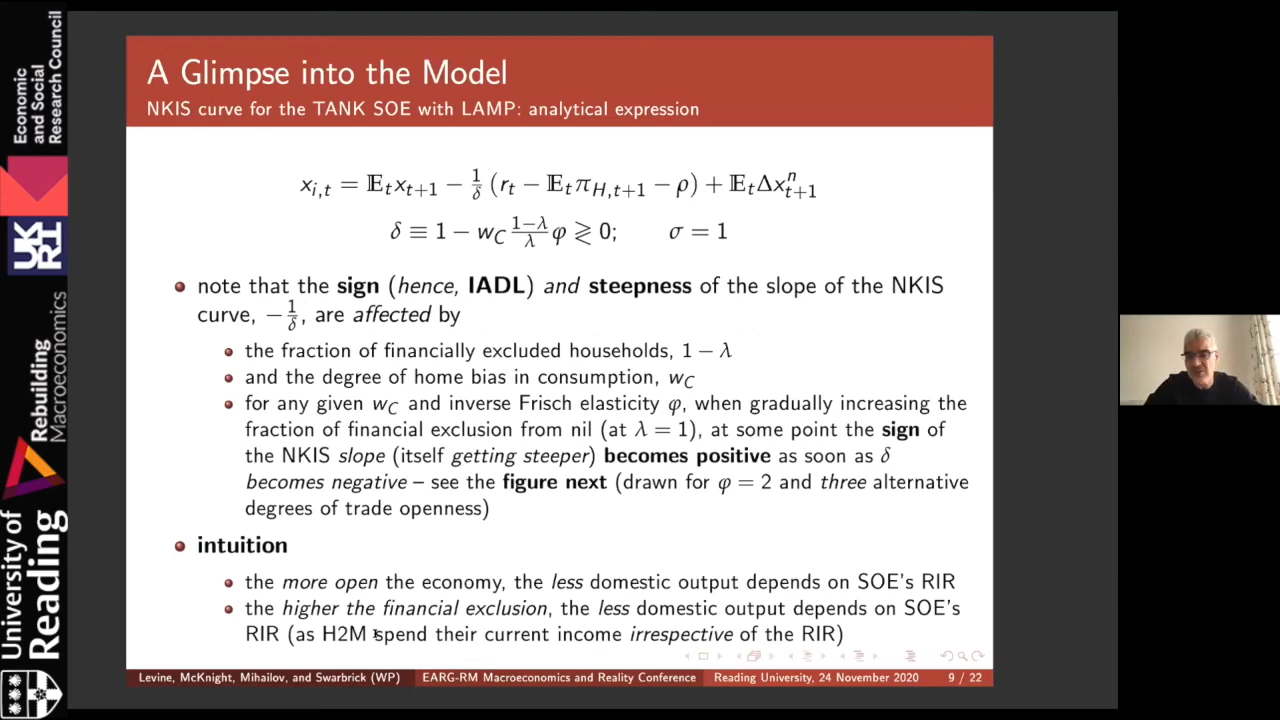 Economic
and Social
Research Council
UKRI
Rebuilding
Macroeconomics
University of
Reading
A Glimpse into the Model
NKIS curve for the TANK SOE with LAMP: analytical expression
x_{i,t} = 𝔼_t x_{t+1} − 1/δ (r_t − 𝔼_t π_{H,t+1} − ρ) + 𝔼_t Δx^n_{t+1}
δ ≡ 1 − w_C (1−λ)/λ φ ≷ 0; σ = 1
note that the sign (hence, IADL) and steepness of the slope of the NKIS
curve, −1/δ, are affected by
the fraction of financially excluded households, 1 − λ
and the degree of home bias in consumption, w_C
for any given w_C and inverse Frisch elasticity φ, when gradually increasing the
fraction of financial exclusion from nil (at λ = 1), at some point the sign of
the NKIS slope (itself getting steeper) becomes positive as soon as δ
becomes negative – see the figure next (drawn for φ = 2 and three alternative
degrees of trade openness)
intuition
the more open the economy, the less domestic output depends on SOE's RIR
the higher the financial exclusion, the less domestic output depends on SOE's
RIR (as H2M spend their current income irrespective of the RIR)
Levine, McKnight, Mihailov, and Swarbrick (WP) EARG-RM Macroeconomics and Reality Conference Reading University, 24 November 2020 9 / 22